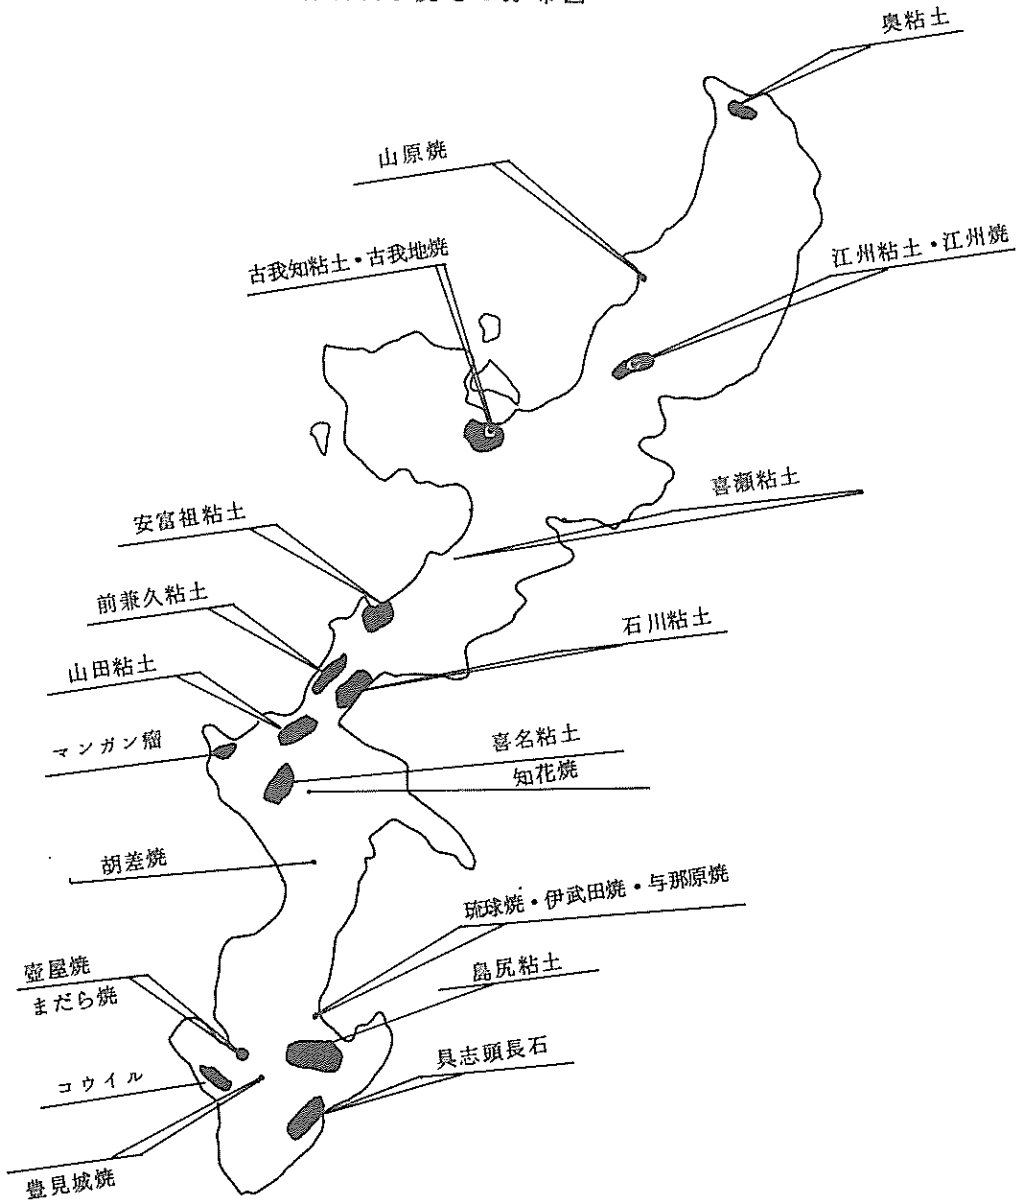 奥粘土
山原焼
江州粘土・江州焼
古我知粘土・古我地焼
喜瀬粘土
安富祖粘土
前兼久粘土
石川粘土
山田粘土
マンガン瘤
喜名粘土
知花焼
胡差焼
琉球焼・伊武田焼・与那原焼
島尻粘土
壺屋焼
まだら焼
具志頭長石
コウイル
豊見城焼